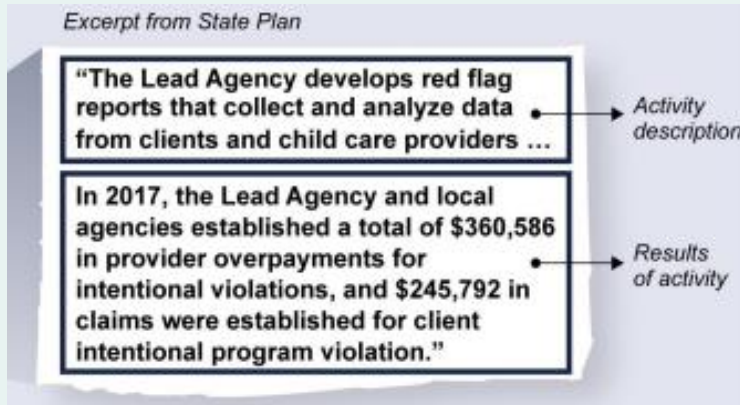 Excerpt from State Plan
“The Lead Agency develops red flag
reports that collect and analyze data
from clients and child care providers ...
Activity
description
In 2017, the Lead Agency and local
agencies established a total of $360,586
in provider overpayments for
intentional violations, and $245,792 in
claims were established for client
intentional program violation.”
Results
of activity